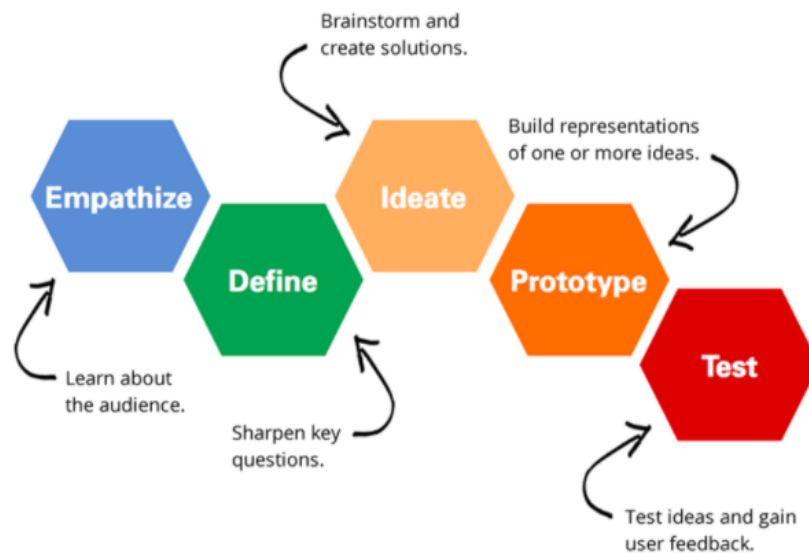 Brainstorm and
create solutions.
Build representations
of one or more ideas.
Empathize
Ideate
Define
Prototype
Test
Learn about
the audience.
Sharpen key
questions.
Test ideas and gain
user feedback.